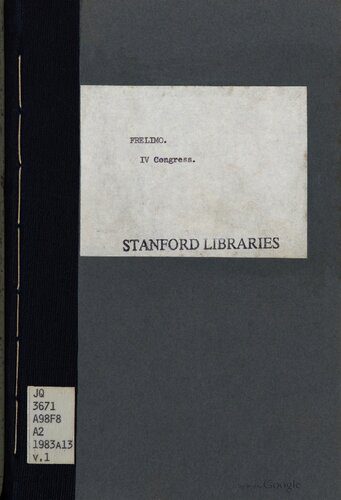 FRELIMO.
IV Congress.
STANFORD LIBRARIES
JQ
3671
A98F8
A2
1983A13
v.1
Google